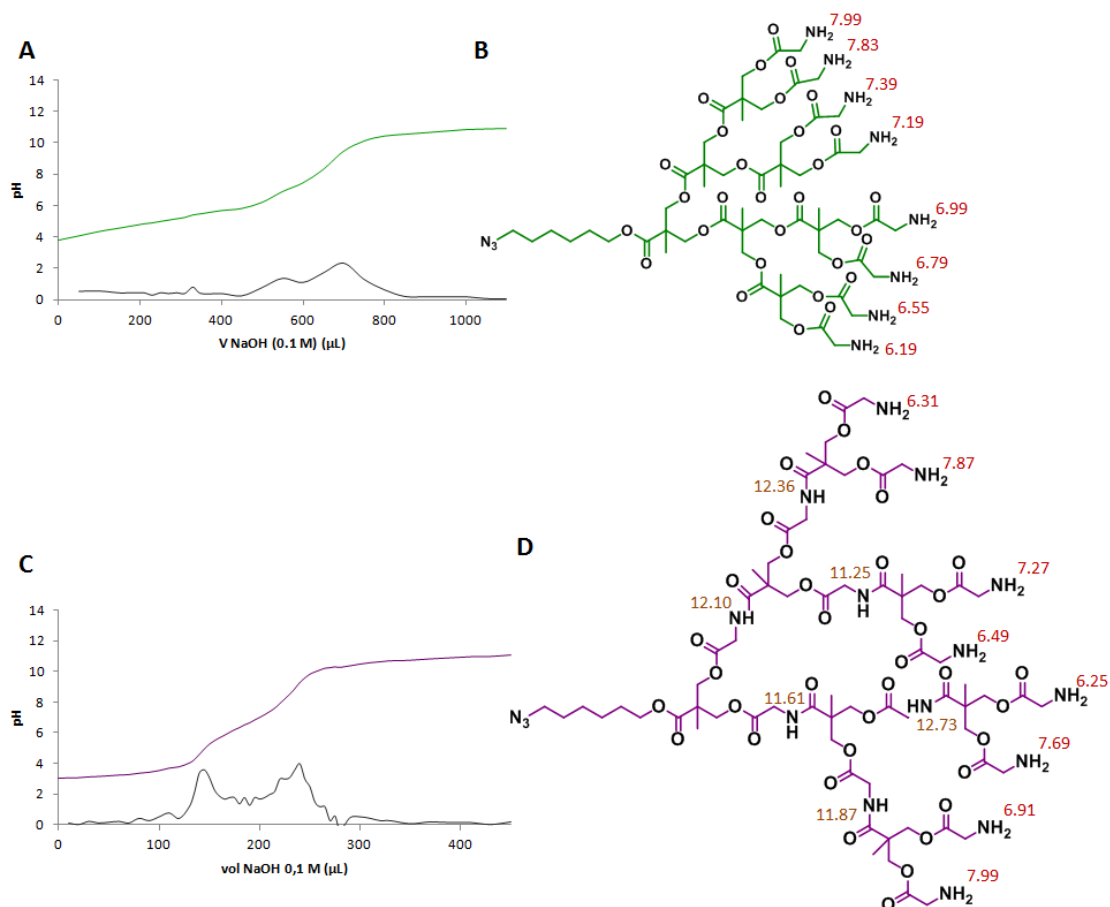 A
14
12
10
8
6
4
2
0
pH
0 200 400 600 800 1000
V NaOH (0.1 M) (µL)
B
7.99
O NH2 7.83
O O NH2
O O 7.39
O NH2
O O 7.19
O O NH2
O O O
O O
O O O O 6.99
N3 O O O O NH2
O O O
O 6.79
NH2
O O O
O 6.55
NH2
O O
6.19
NH2
C
14
12
10
8
6
4
2
0
pH
0 100 200 300 400
vol NaOH 0,1 M (µL)
D
O 6.31
NH2
O
7.87
O NH2
O O
12.36 NH
O
O
O 11.25 O O 7.27
12.10 O NH2
O N
H
NH O O
O 6.49
O NH2
O
11.61 O O O O 6.25
N3 O O O NH2
O O N HN
H 12.73 O
O 7.69
O NH2
O
11.87 NH O 6.91
O O NH2
O
7.99
O NH2